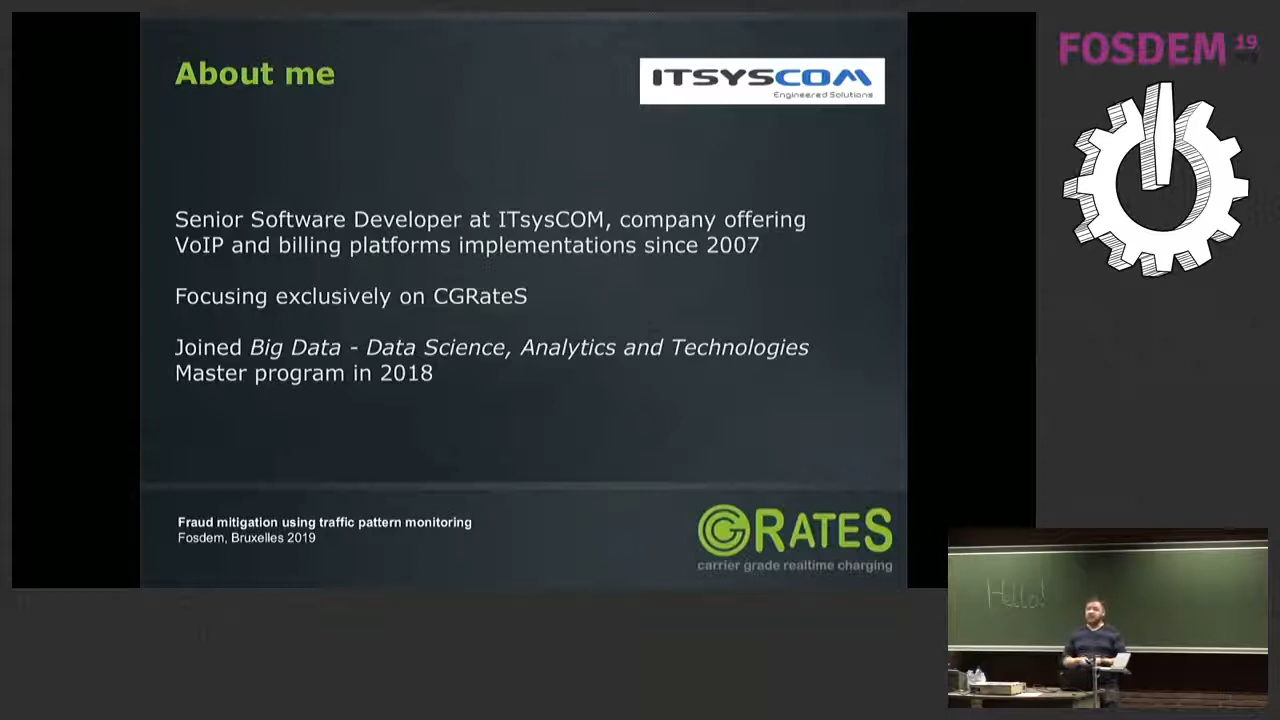 About me
ITSYSCOM
Engineered Solutions
Senior Software Developer at ITsysCOM, company offering
VoIP and billing platforms implementations since 2007
Focusing exclusively on CGRateS
Joined Big Data - Data Science, Analytics and Technologies
Master program in 2018
Fraud mitigation using traffic pattern monitoring
Fosdem, Bruxelles 2019
CGRATES
carrier grade realtime charging
FOSDEM 19
Hello!